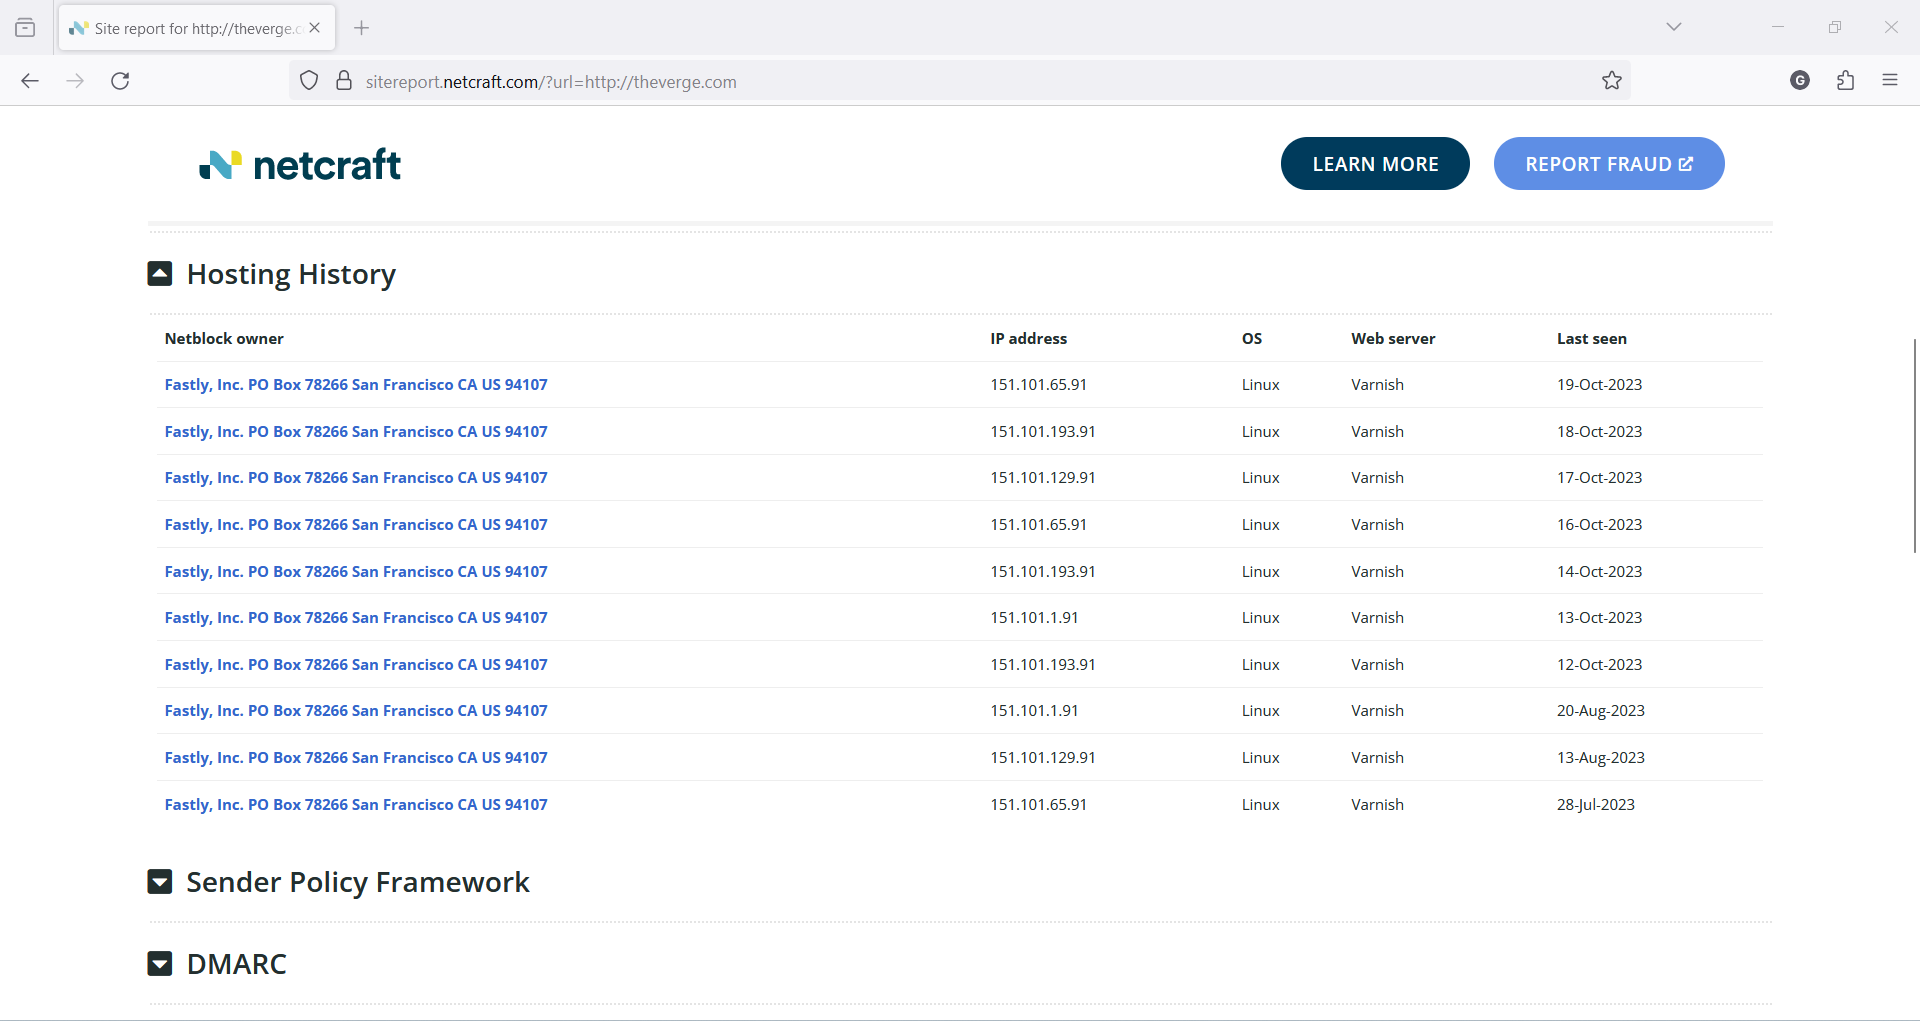 Site report for http://theverge.c
sitereport.netcraft.com/?url=http://theverge.com
G
netcraft
LEARN MORE
REPORT FRAUD
Hosting History
Netblock owner IP address OS Web server Last seen
Fastly, Inc. PO Box 78266 San Francisco CA US 94107 151.101.65.91 Linux Varnish 19-Oct-2023
Fastly, Inc. PO Box 78266 San Francisco CA US 94107 151.101.193.91 Linux Varnish 18-Oct-2023
Fastly, Inc. PO Box 78266 San Francisco CA US 94107 151.101.129.91 Linux Varnish 17-Oct-2023
Fastly, Inc. PO Box 78266 San Francisco CA US 94107 151.101.65.91 Linux Varnish 16-Oct-2023
Fastly, Inc. PO Box 78266 San Francisco CA US 94107 151.101.193.91 Linux Varnish 14-Oct-2023
Fastly, Inc. PO Box 78266 San Francisco CA US 94107 151.101.1.91 Linux Varnish 13-Oct-2023
Fastly, Inc. PO Box 78266 San Francisco CA US 94107 151.101.193.91 Linux Varnish 12-Oct-2023
Fastly, Inc. PO Box 78266 San Francisco CA US 94107 151.101.1.91 Linux Varnish 20-Aug-2023
Fastly, Inc. PO Box 78266 San Francisco CA US 94107 151.101.129.91 Linux Varnish 13-Aug-2023
Fastly, Inc. PO Box 78266 San Francisco CA US 94107 151.101.65.91 Linux Varnish 28-Jul-2023
Sender Policy Framework
DMARC